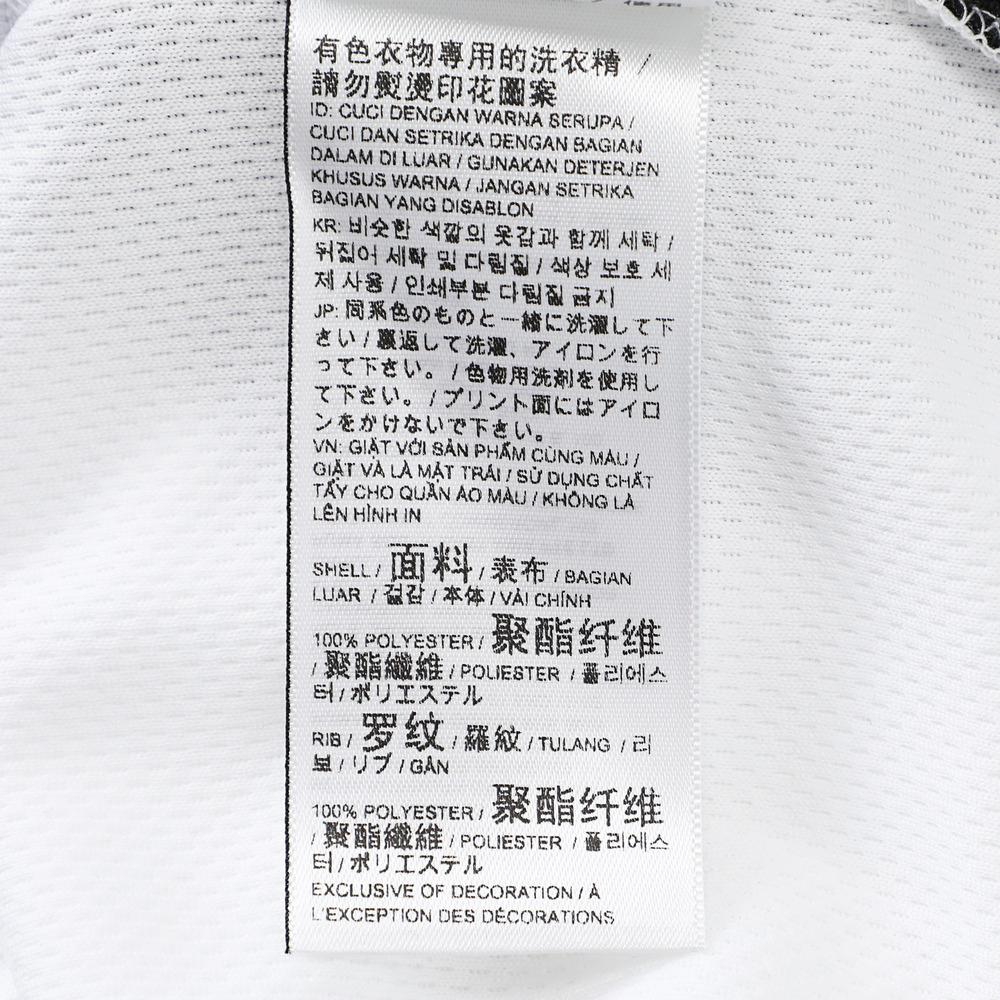 有色衣物專用的洗衣精 /
請勿熨燙印花圖案
ID: CUCI DENGAN WARNA SERUPA /
CUCI DAN SETRIKA DENGAN BAGIAN
DALAM DI LUAR / GUNAKAN DETERJEN
KHUSUS WARNA / JANGAN SETRIKA
BAGIAN YANG DISABLON
KR: 비슷한 색깔의 옷감과 함께 세탁 /
뒤집어 세탁 및 다림질 / 색상 보호 세
제 사용 / 인쇄부분 다림질 금지
JP: 同系色のものと一緒に洗濯して下
さい / 裏返して洗濯、アイロンを行
って下さい。 / 色物用洗剤を使用し
て下さい。 / プリント面にはアイロ
ンをかけないで下さい。
VN: GIẶT VỚI SẢN PHẨM CÙNG MÀU /
GIẶT VÀ LÀ MẶT TRÁI / SỬ DỤNG CHẤT
TẨY CHO QUẦN ÁO MÀU / KHÔNG LÀ
LÊN HÌNH IN
SHELL / 面料 / 表布 / BAGIAN
LUAR / 겉감 / 本体 / VẢI CHÍNH
100% POLYESTER / 聚酯纤维
/ 聚酯纖維 / POLIESTER / 폴리에스
터 / ポリエステル
RIB / 罗纹 / 羅紋 / TULANG / 리
브 / リブ / GÂN
100% POLYESTER / 聚酯纤维
/ 聚酯纖維 / POLIESTER / 폴리에스
터 / ポリエステル
EXCLUSIVE OF DECORATION / À
L'EXCEPTION DES DÉCORATIONS